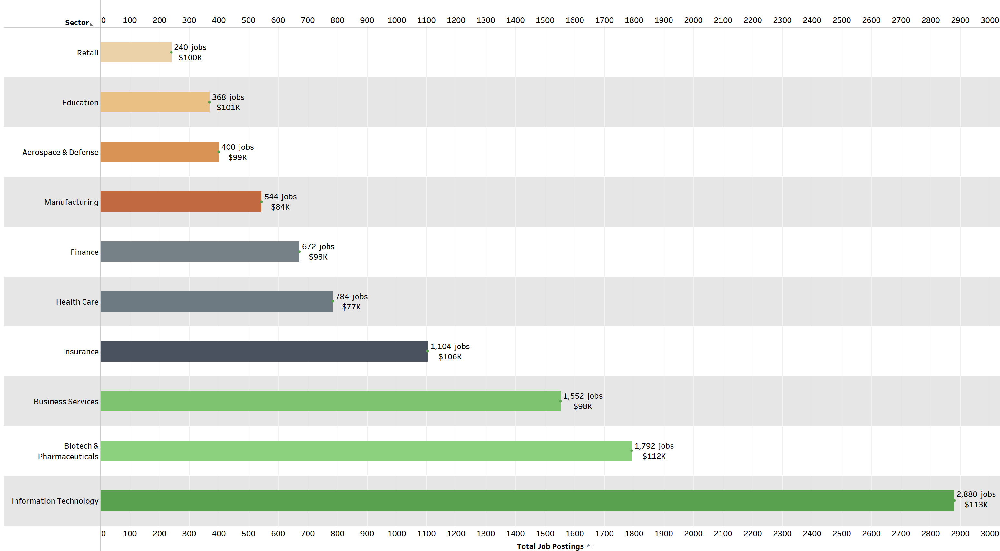 Sector
0 100 200 300 400 500 600 700 800 900 1000 1100 1200 1300 1400 1500 1600 1700 1800 1900 2000 2100 2200 2300 2400 2500 2600 2700 2800 2900 3000
Retail
240 jobs
$100K
Education
368 jobs
$101K
Aerospace & Defense
400 jobs
$99K
Manufacturing
544 jobs
$84K
Finance
672 jobs
$98K
Health Care
784 jobs
$77K
Insurance
1,104 jobs
$106K
Business Services
1,552 jobs
$98K
Biotech &
Pharmaceuticals
1,792 jobs
$112K
Information Technology
2,880 jobs
$113K
0 100 200 300 400 500 600 700 800 900 1000 1100 1200 1300 1400 1500 1600 1700 1800 1900 2000 2100 2200 2300 2400 2500 2600 2700 2800 2900 3000
Total Job Postings